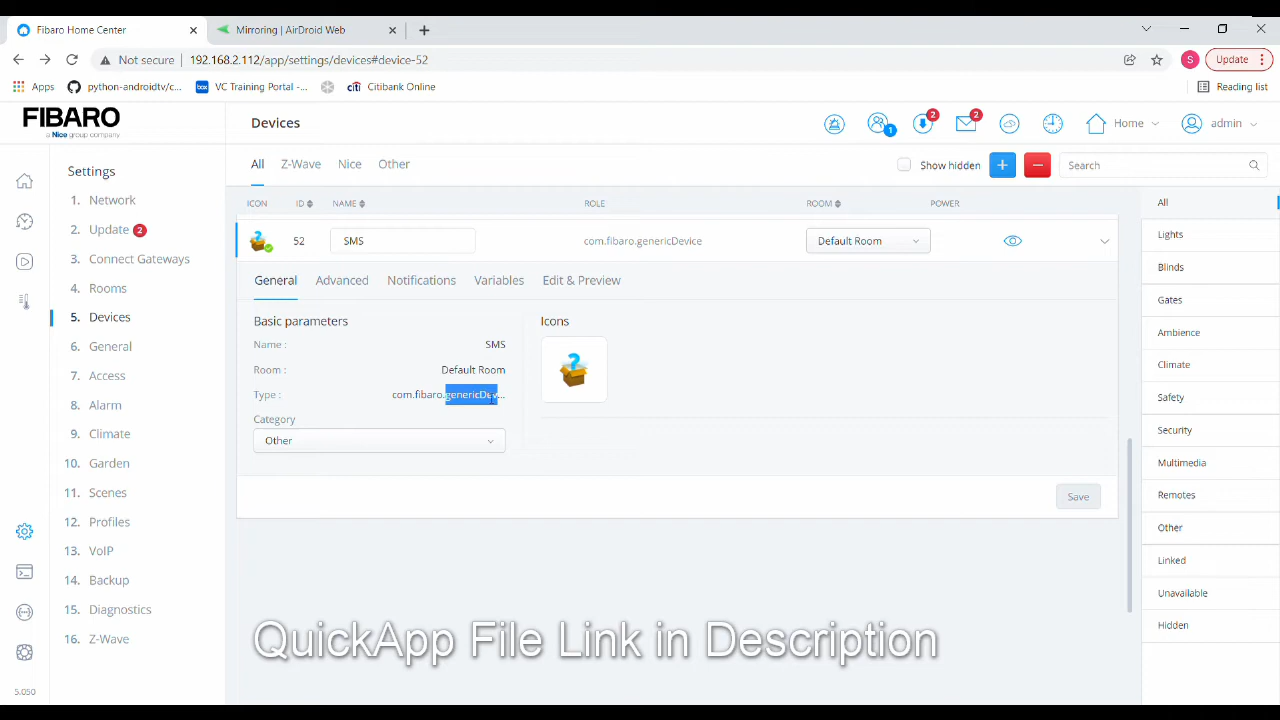 Fibaro Home Center
Mirroring | AirDroid Web
Not secure
192.168.2.112/app/settings/devices#device-52
S
Update
Apps
python-androidtv/c...
box
VC Training Portal -...
citi
Citibank Online
Reading list
FIBARO
a Nice group company
Devices
1
2
2
Home
admin
Settings
1. Network
2. Update 2
3. Connect Gateways
4. Rooms
5. Devices
6. General
7. Access
8. Alarm
9. Climate
10. Garden
11. Scenes
12. Profiles
13. VoIP
14. Backup
15. Diagnostics
16. Z-Wave
5.050
All Z-Wave Nice Other
Show hidden
+
−
Search
ICON ID NAME ROLE ROOM POWER
52 SMS com.fibaro.genericDevice Default Room
General Advanced Notifications Variables Edit & Preview
Basic parameters
Name : SMS
Room : Default Room
Type : com.fibaro.genericDev...
Category
Other
Icons
Save
All
Lights
Blinds
Gates
Ambience
Climate
Safety
Security
Multimedia
Remotes
Other
Linked
Unavailable
Hidden
QuickApp File Link in Description